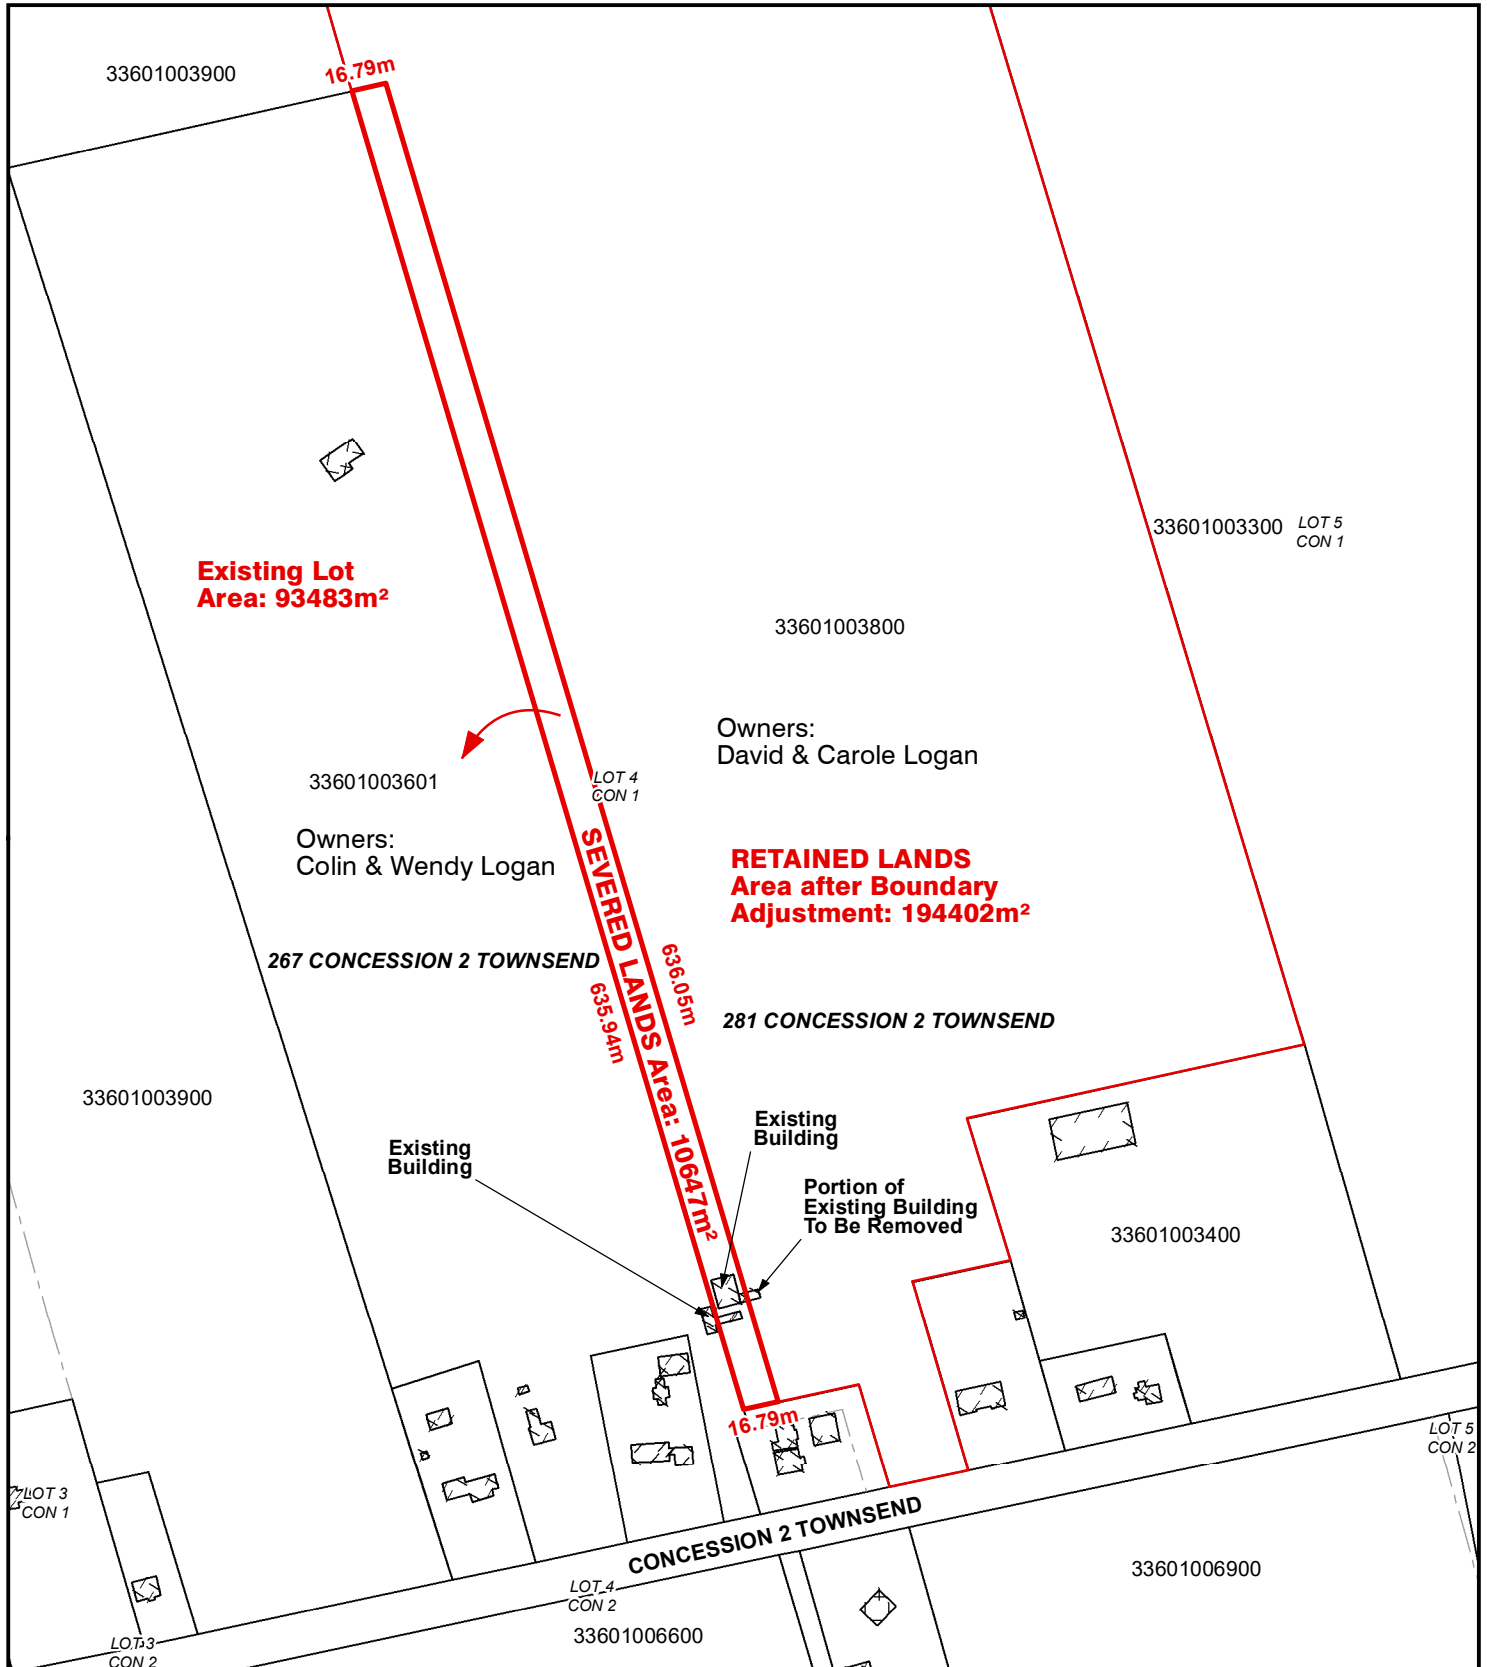 33601003900
16.79m
Existing Lot
Area: 93483m²
33601003300
LOT 5
CON 1
33601003800
Owners:
David & Carole Logan
33601003601
LOT 4
CON 1
Owners:
Colin & Wendy Logan
RETAINED LANDS
Area after Boundary
Adjustment: 194402m²
SEVERED LANDS Area: 10647m²
267 CONCESSION 2 TOWNSEND
636.05m
635.94m
281 CONCESSION 2 TOWNSEND
33601003900
Existing
Building
Existing
Building
Portion of
Existing Building
To Be Removed
33601003400
16.79m
LOT 5
CON 2
LOT 3
CON 1
CONCESSION 2 TOWNSEND
33601006900
LOT 4
CON 2
33601006600
LOT 3
CON 2